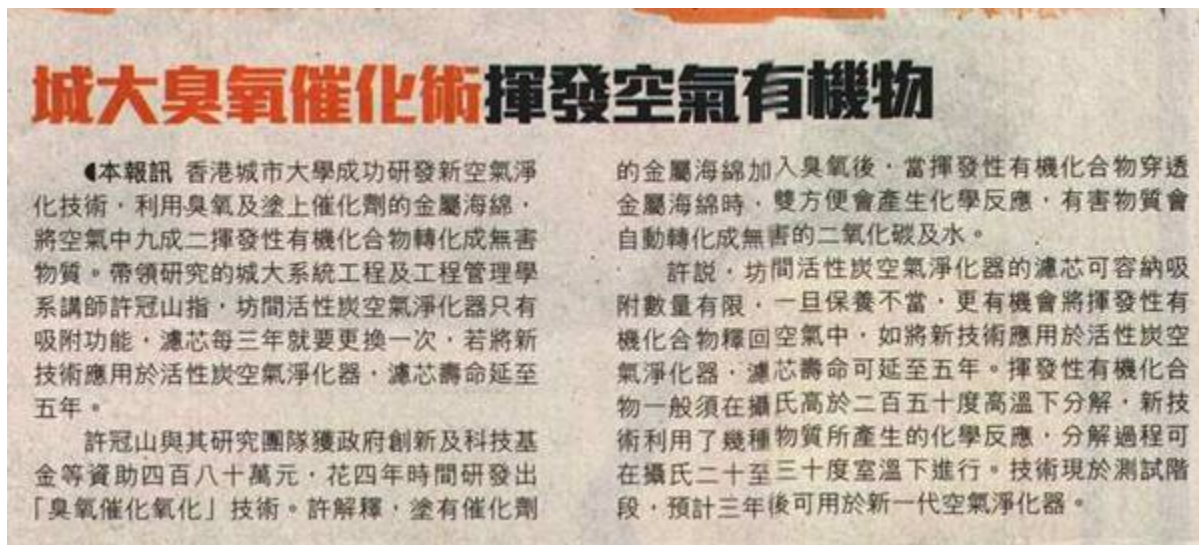 城大臭氧催化術揮發空氣有機物
◖本報訊 香港城市大學成功研發新空氣淨
化技術，利用臭氧及塗上催化劑的金屬海綿，
將空氣中九成二揮發性有機化合物轉化成無害
物質。帶領研究的城大系統工程及工程管理學
系講師許冠山指，坊間活性炭空氣淨化器只有
吸附功能，濾芯每三年就要更換一次，若將新
技術應用於活性炭空氣淨化器，濾芯壽命延至
五年。
許冠山與其研究團隊獲政府創新及科技基
金等資助四百八十萬元，花四年時間研發出
「臭氧催化氧化」技術。許解釋，塗有催化劑
的金屬海綿加入臭氧後，當揮發性有機化合物穿透
金屬海綿時，雙方便會產生化學反應，有害物質會
自動轉化成無害的二氧化碳及水。
許説，坊間活性炭空氣淨化器的濾芯可容納吸
附數量有限，一旦保養不當，更有機會將揮發性有
機化合物釋回空氣中，如將新技術應用於活性炭空
氣淨化器，濾芯壽命可延至五年。揮發性有機化合
物一般須在攝氏高於二百五十度高溫下分解，新技
術利用了幾種物質所產生的化學反應，分解過程可
在攝氏二十至三十度室溫下進行。技術現於測試階
段，預計三年後可用於新一代空氣淨化器。